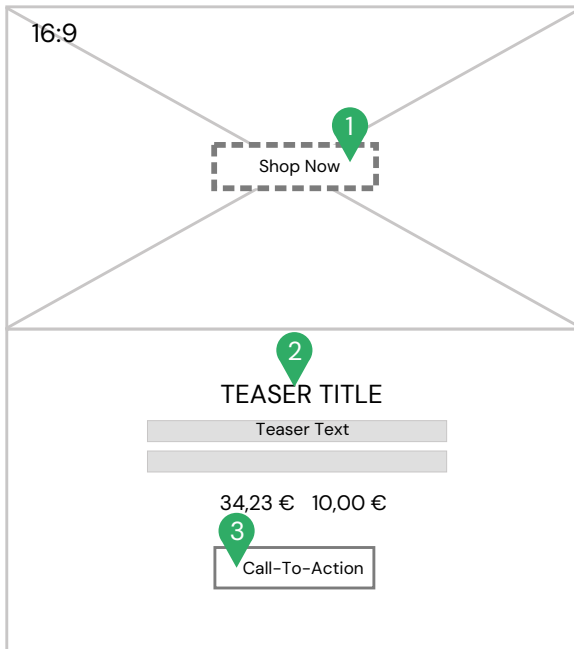 16:9
1
Shop Now
2
TEASER TITLE
Teaser Text
34,23 € 10,00 €
3
Call-To-Action